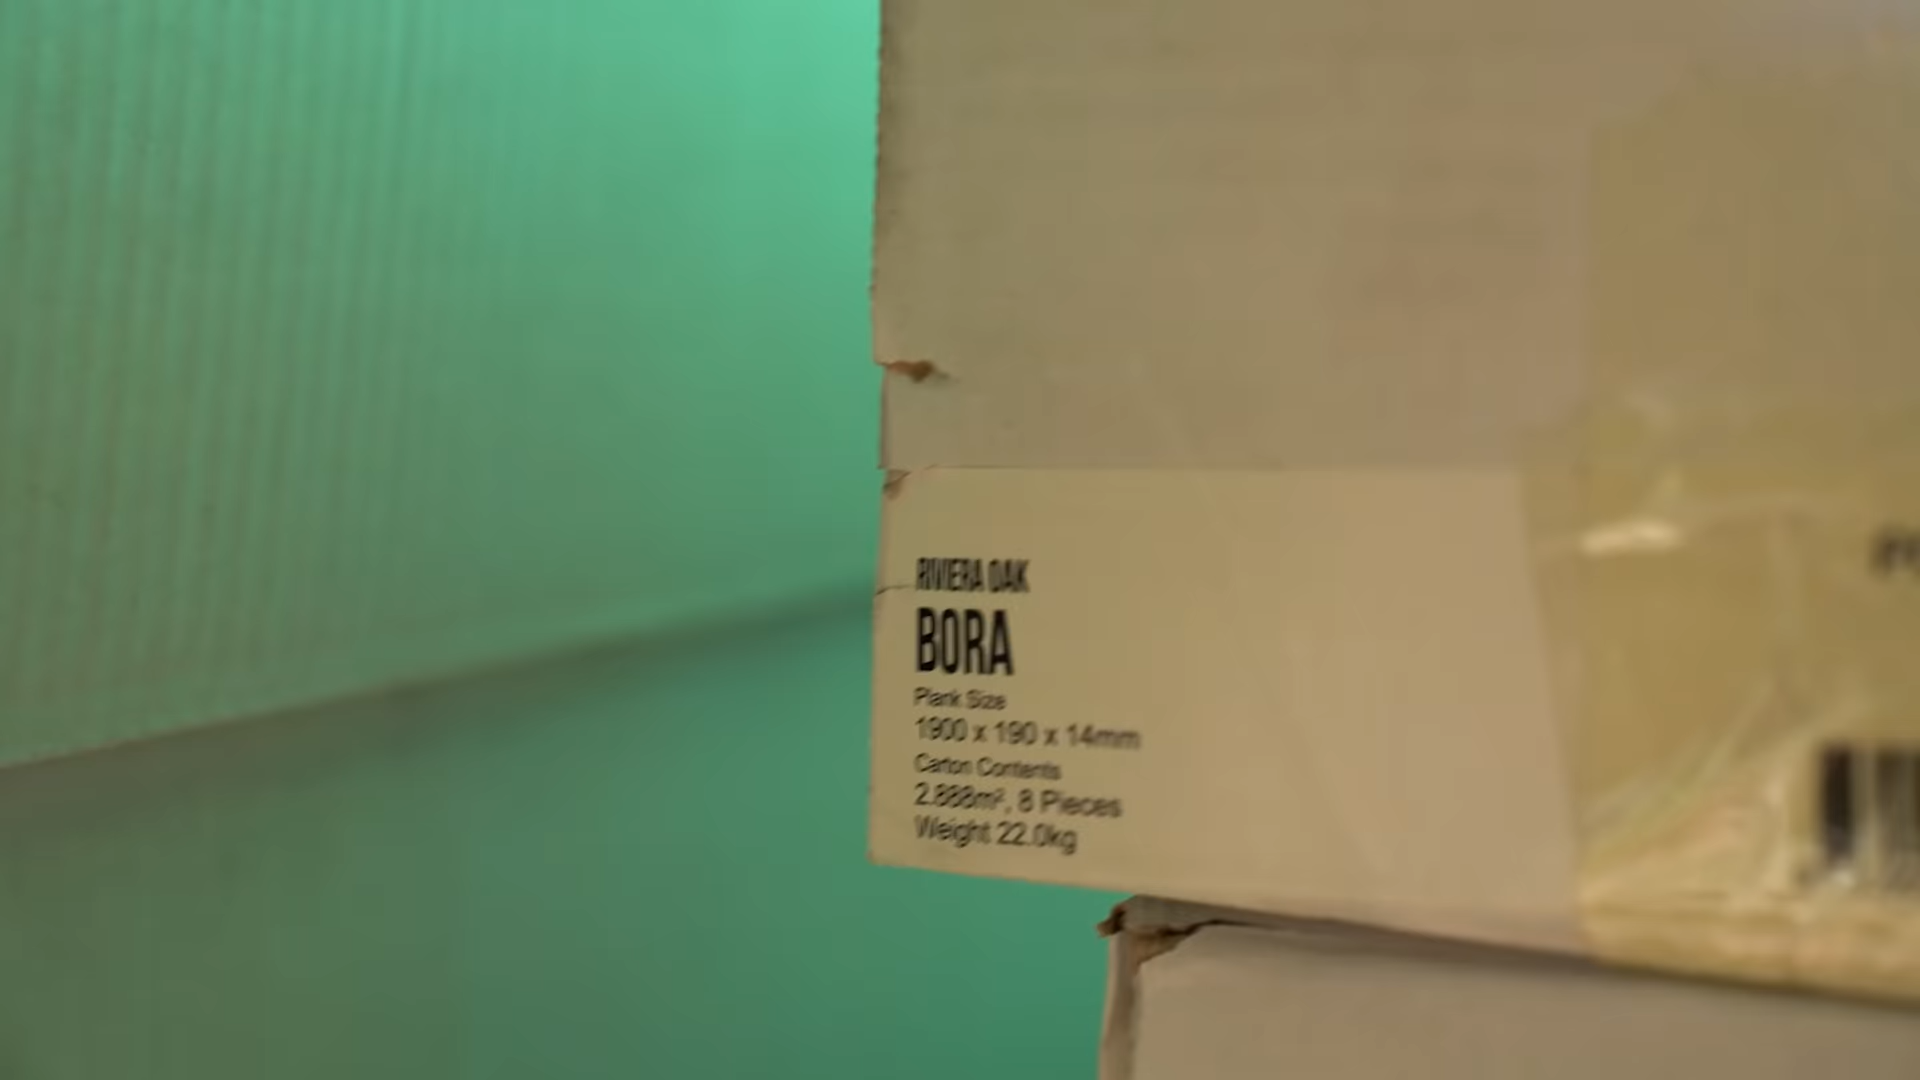 RIVIERA OAK
BORA
Plank Size
1900 x 190 x 14mm
Carton Contents
2.888m², 8 Pieces
Weight 22.0kg